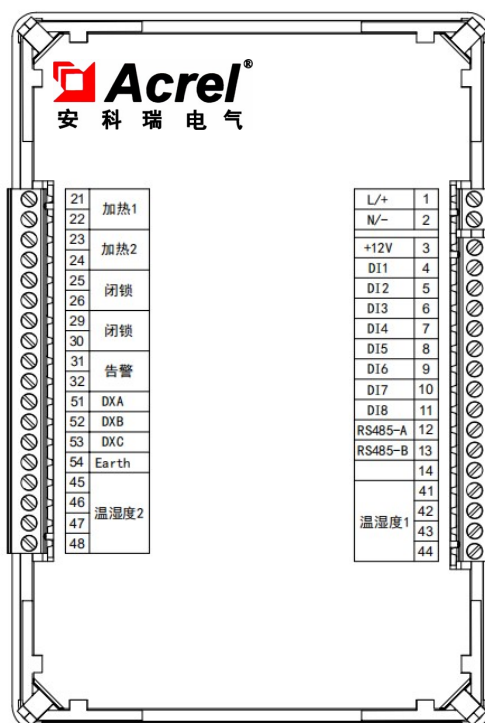 Acrel®
安科瑞电气
21
22
加热1
23
24
加热2
25
26
闭锁
29
30
闭锁
31
32
告警
51 DXA
52 DXB
53 DXC
54 Earth
45
46
47
48
温湿度2
L/+ 1
N/- 2
+12V 3
DI1 4
DI2 5
DI3 6
DI4 7
DI5 8
DI6 9
DI7 10
DI8 11
RS485-A 12
RS485-B 13
14
温湿度1
41
42
43
44